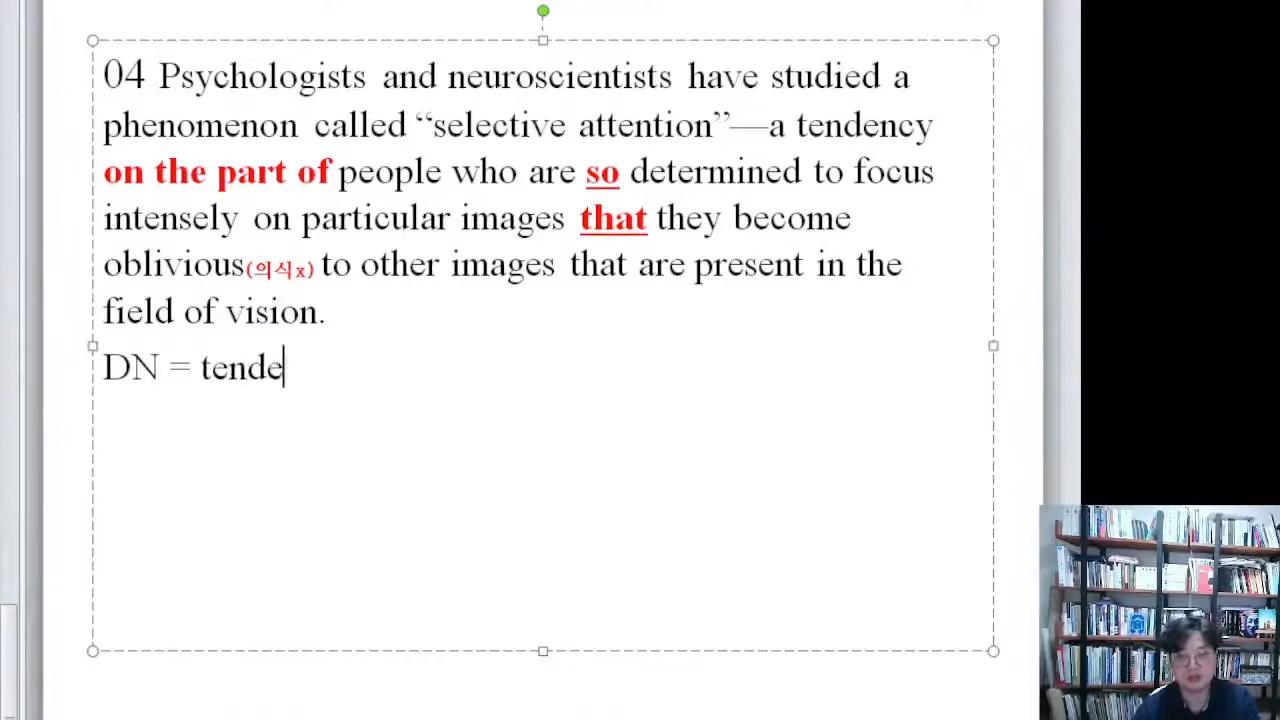 04 Psychologists and neuroscientists have studied a
phenomenon called “selective attention”—a tendency
on the part of people who are so determined to focus
intensely on particular images that they become
oblivious(의식x) to other images that are present in the
field of vision.
DN = tende